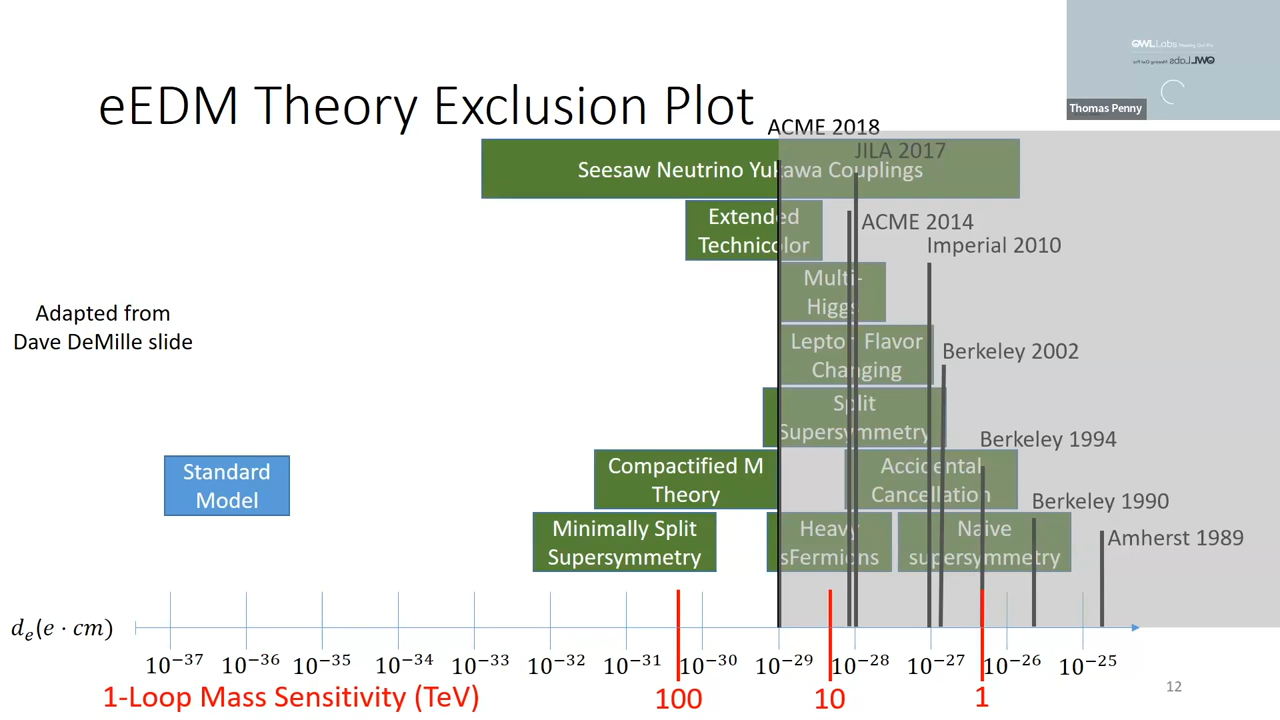 OWL Labs
Thomas Penny
eEDM Theory Exclusion Plot
ACME 2018
JILA 2017
Seesaw Neutrino Yukawa Couplings
Extended
Technicolor
ACME 2014
Imperial 2010
Multi-
Higgs
Adapted from
Dave DeMille slide
Lepton Flavor
Changing
Berkeley 2002
Split
Supersymmetry
Berkeley 1994
Standard
Model
Compactified M
Theory
Accidental
Cancellation
Berkeley 1990
Minimally Split
Supersymmetry
Heavy
sFermions
Naive
supersymmetry
Amherst 1989
dₑ(e · cm)
10⁻³⁷ 10⁻³⁶ 10⁻³⁵ 10⁻³⁴ 10⁻³³ 10⁻³² 10⁻³¹ 10⁻³⁰ 10⁻²⁹ 10⁻²⁸ 10⁻²⁷ 10⁻²⁶ 10⁻²⁵
1-Loop Mass Sensitivity (TeV) 100 10 1
12